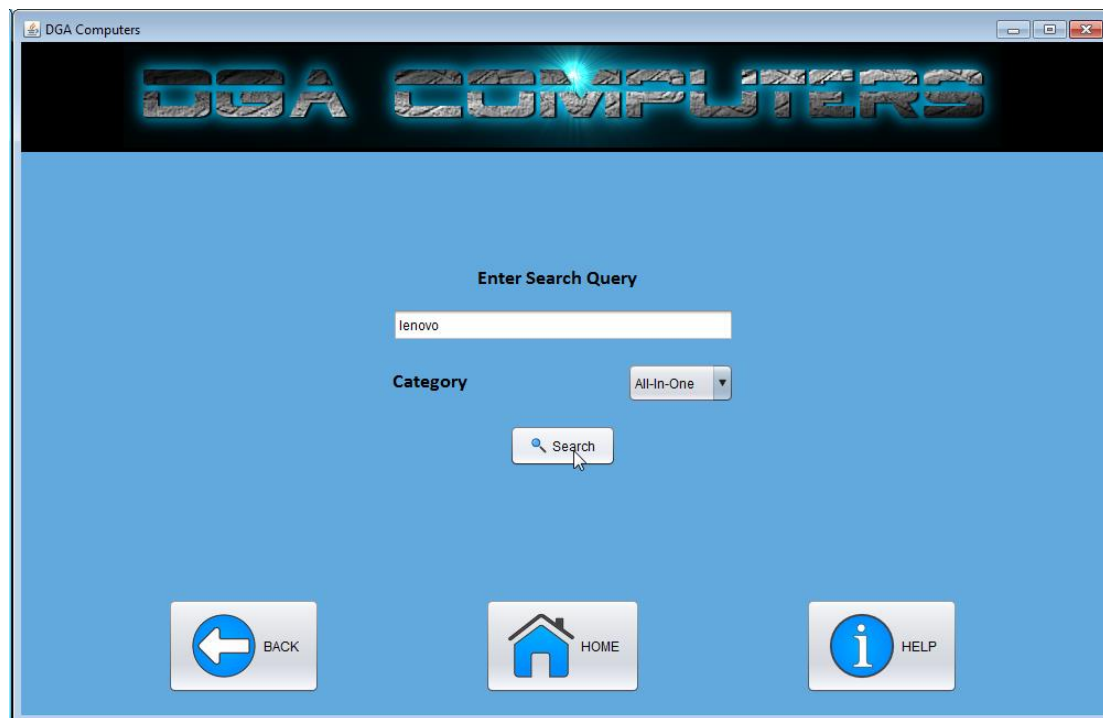 DGA Computers
DGA COMPUTERS
Enter Search Query
lenovo
Category
All-In-One
Search
BACK
HOME
HELP